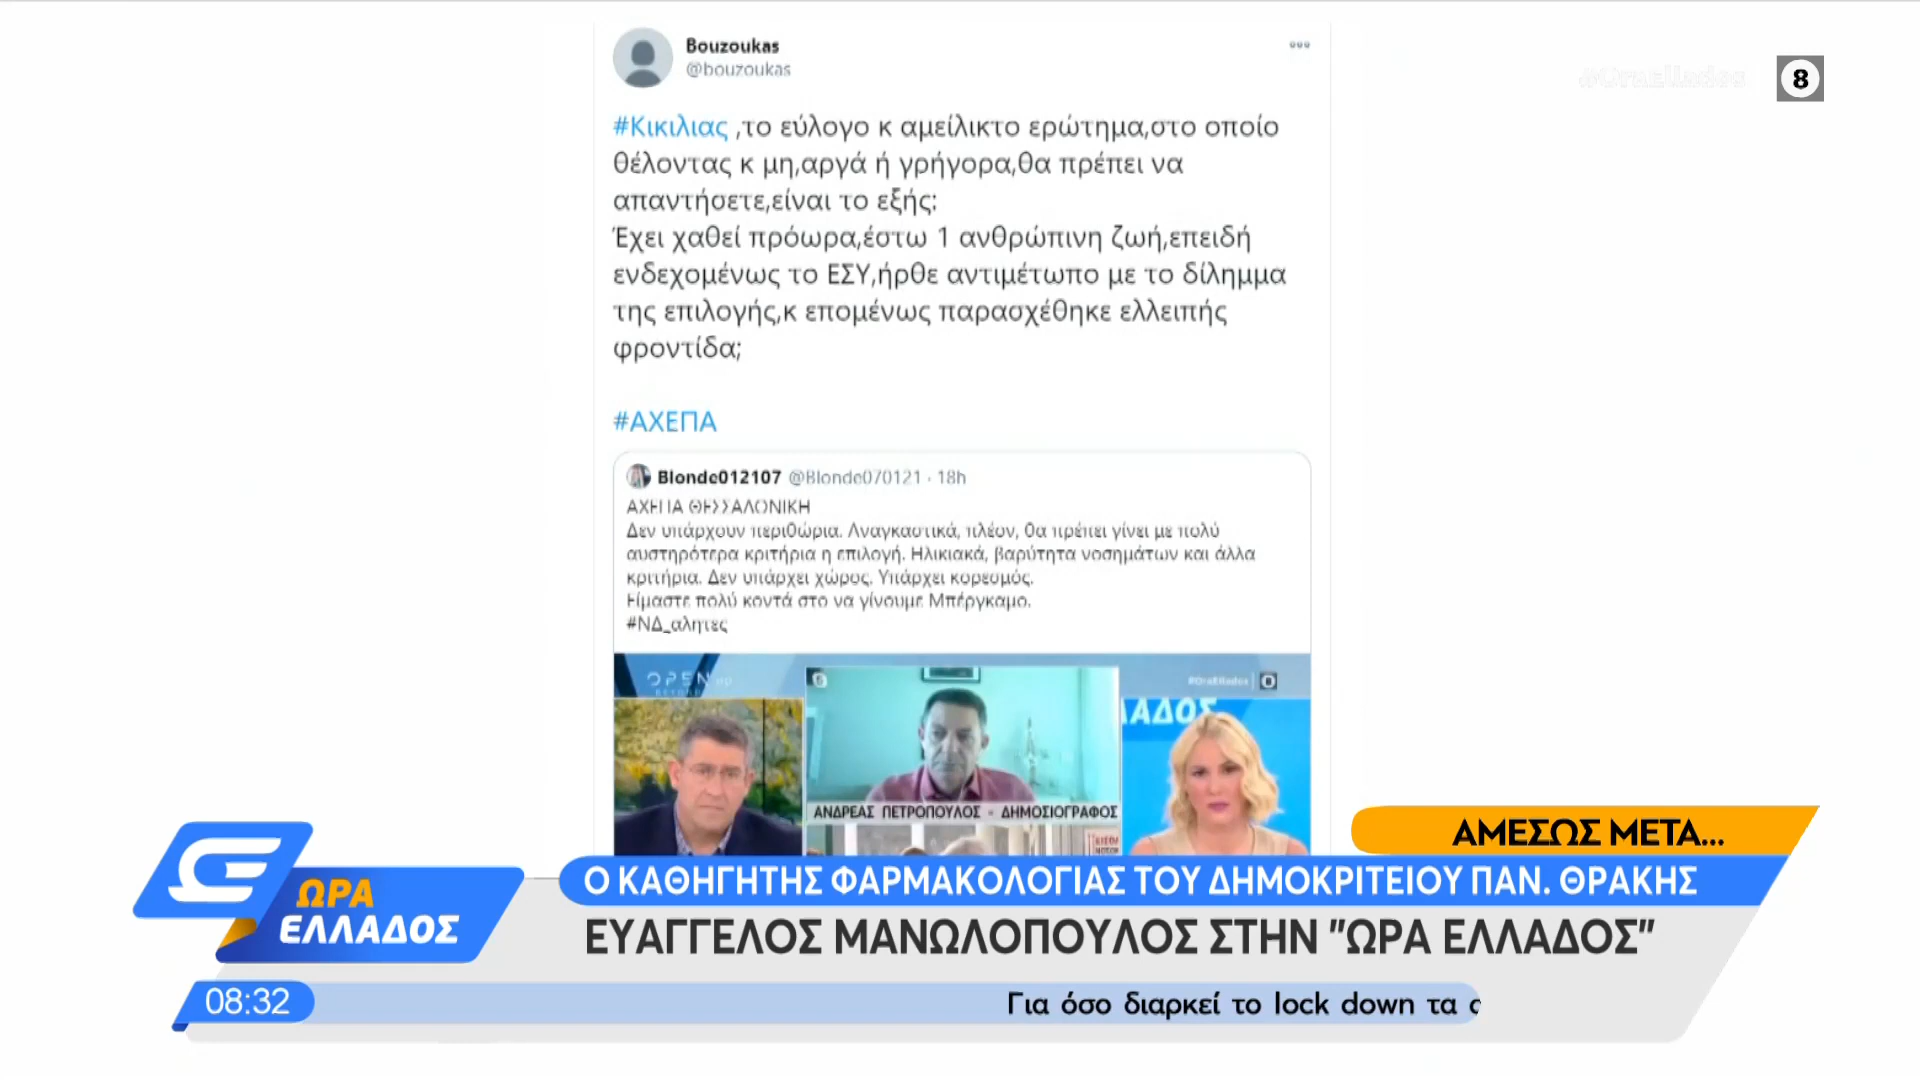 Bouzoukas
@bouzoukas
#OraEllados
8
#Κικιλιας ,το εύλογο κ αμείλικτο ερώτημα,στο οποίο
θέλοντας κ μη,αργά ή γρήγορα,θα πρέπει να
απαντήσετε,είναι το εξής:
Έχει χαθεί πρόωρα,έστω 1 ανθρώπινη ζωή,επειδή
ενδεχομένως το ΕΣΥ,ήρθε αντιμέτωπο με το δίλημμα
της επιλογής,κ επομένως παρασχέθηκε ελλειπής
φροντίδα;
#ΑΧΕΠΑ
Blonde012107 @Blonde070121 · 18h
ΑΧΕΠΑ ΘΕΣΣΑΛΟΝΙΚΗ
Δεν υπάρχουν περιθώρια. Αναγκαστικά, πλέον, θα πρέπει γίνει με πολύ
αυστηρότερα κριτήρια η επιλογή. Ηλικιακά, βαρύτητα νοσημάτων και άλλα
κριτήρια. Δεν υπάρχει χώρος. Υπάρχει κορεσμός.
Είμαστε πολύ κοντά στο να γίνουμε Μπέργκαμο.
#ΝΔ_αλητες
OPEN
#OraEllados
ΛΑΔΟΣ
ΑΝΔΡΕΑΣ ΠΕΤΡΟΠΟΥΛΟΣ - ΔΗΜΟΣΙΟΓΡΑΦΟΣ
ΑΜΕΣΩΣ ΜΕΤΑ...
Ο ΚΑΘΗΓΗΤΗΣ ΦΑΡΜΑΚΟΛΟΓΙΑΣ ΤΟΥ ΔΗΜΟΚΡΙΤΕΙΟΥ ΠΑΝ. ΘΡΑΚΗΣ
ΕΥΑΓΓΕΛΟΣ ΜΑΝΩΛΟΠΟΥΛΟΣ ΣΤΗΝ "ΩΡΑ ΕΛΛΑΔΟΣ"
ΩΡΑ
ΕΛΛΑΔΟΣ
08:32
Για όσο διαρκεί το lock down τα